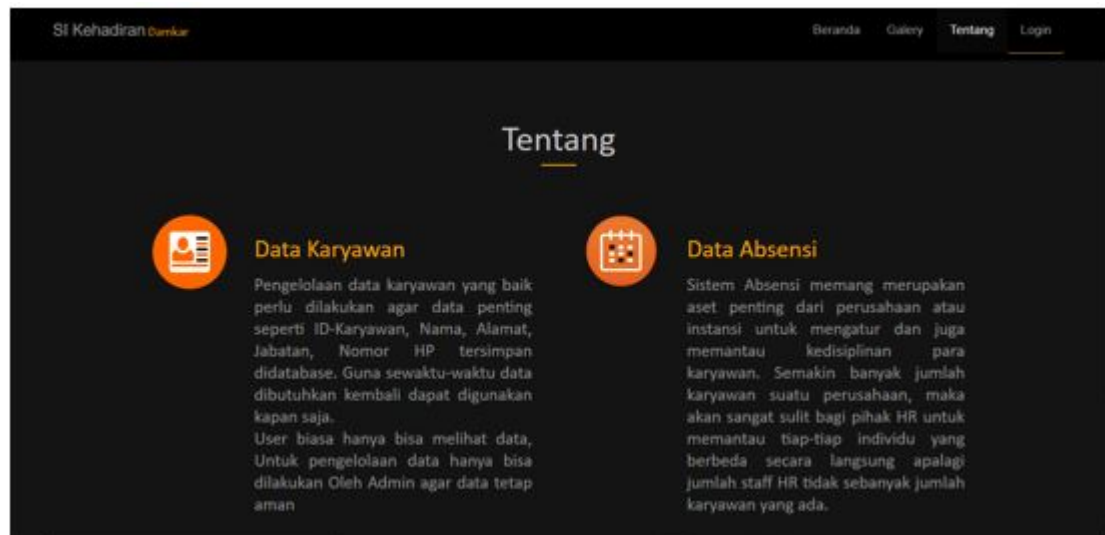 SI Kehadiran Damkar
Beranda Galery Tentang Login
Tentang
Data Karyawan
Pengelolaan data karyawan yang baik
perlu dilakukan agar data penting
seperti ID-Karyawan, Nama, Alamat,
Jabatan, Nomor HP tersimpan
didatabase. Guna sewaktu-waktu data
dibutuhkan kembali dapat digunakan
kapan saja.
User biasa hanya bisa melihat data,
Untuk pengelolaan data hanya bisa
dilakukan Oleh Admin agar data tetap
aman
Data Absensi
Sistem Absensi memang merupakan
aset penting dari perusahaan atau
instansi untuk mengatur dan juga
memantau kedisiplinan para
karyawan. Semakin banyak jumlah
karyawan suatu perusahaan, maka
akan sangat sulit bagi pihak HR untuk
memantau tiap-tiap individu yang
berbeda secara langsung apalagi
jumlah staff HR tidak sebanyak jumlah
karyawan yang ada.